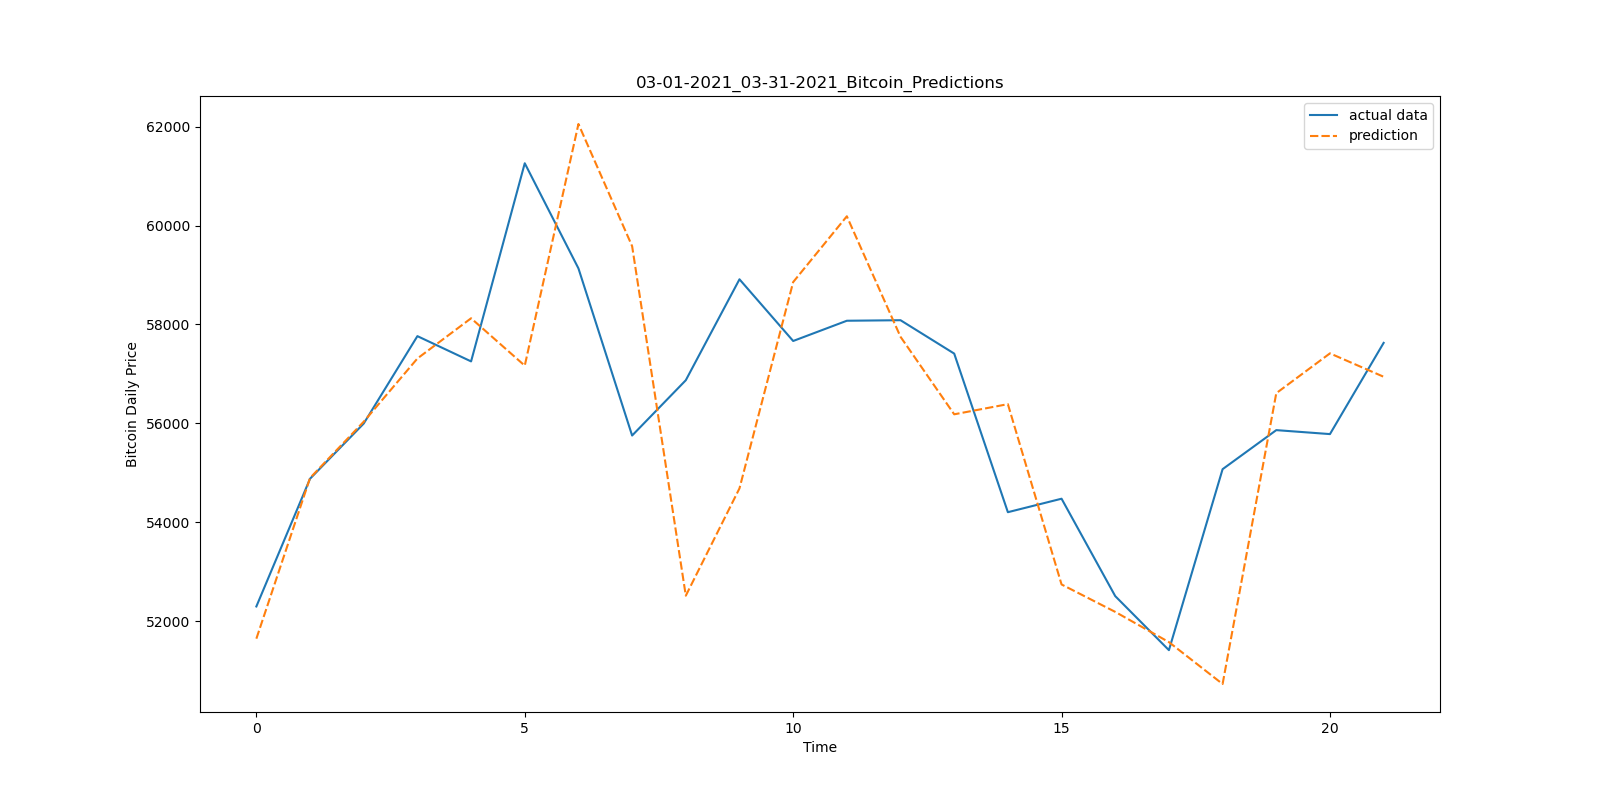 03-01-2021_03-31-2021_Bitcoin_Predictions
actual data
prediction
62000
60000
58000
56000
54000
52000
Bitcoin Daily Price
0
5
10
15
20
Time